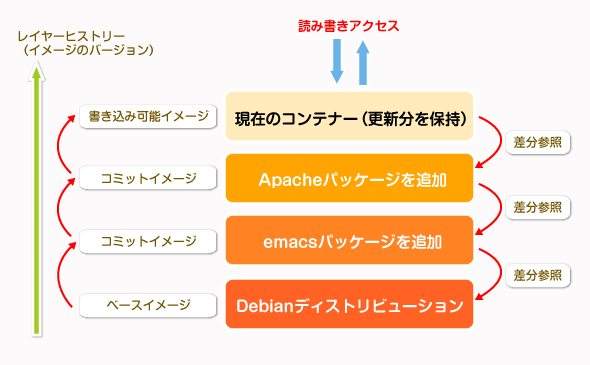 読み書きアクセス
レイヤーヒストリー
（イメージのバージョン）
書き込み可能イメージ
現在のコンテナー（更新分を保持）
差分参照
コミットイメージ
Apacheパッケージを追加
差分参照
コミットイメージ
emacsパッケージを追加
差分参照
ベースイメージ
Debianディストリビューション